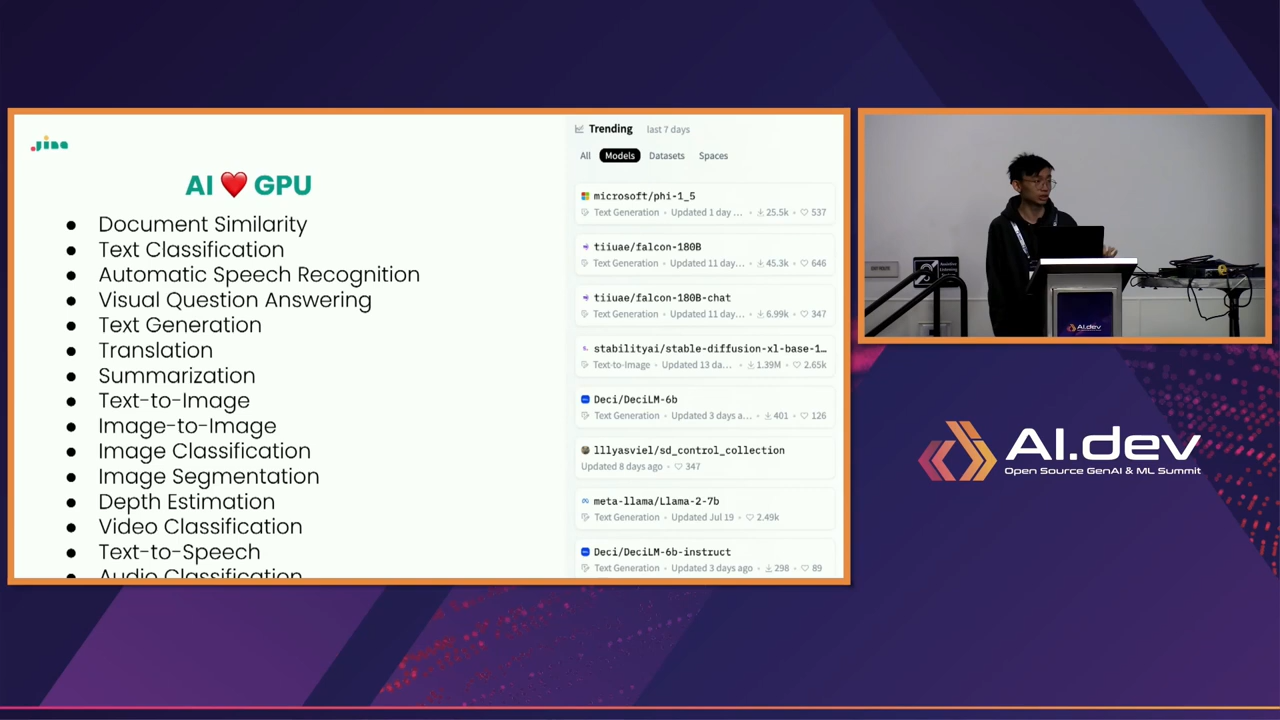 Jina
AI ❤️ GPU
● Document Similarity
● Text Classification
● Automatic Speech Recognition
● Visual Question Answering
● Text Generation
● Translation
● Summarization
● Text-to-Image
● Image-to-Image
● Image Classification
● Image Segmentation
● Depth Estimation
● Video Classification
● Text-to-Speech
● Audio Classification
Trending last 7 days
All Models Datasets Spaces
microsoft/phi-1_5
Text Generation • Updated 1 day ... • 25.5k • 537
tiiuae/falcon-180B
Text Generation • Updated 11 day... • 45.3k • 646
tiiuae/falcon-180B-chat
Text Generation • Updated 11 day... • 6.99k • 347
stabilityai/stable-diffusion-xl-base-1…
Text-to-Image • Updated 13 da... • 1.39M • 2.65k
Deci/DeciLM-6b
Text Generation • Updated 3 days a... • 401 • 126
lllyasviel/sd_control_collection
Updated 8 days ago • 347
meta-llama/Llama-2-7b
Text Generation • Updated Jul 19 • 2.49k
Deci/DeciLM-6b-instruct
Text Generation • Updated 3 days ago • 298 • 89
AI.dev
AI.dev
Open Source GenAI & ML Summit